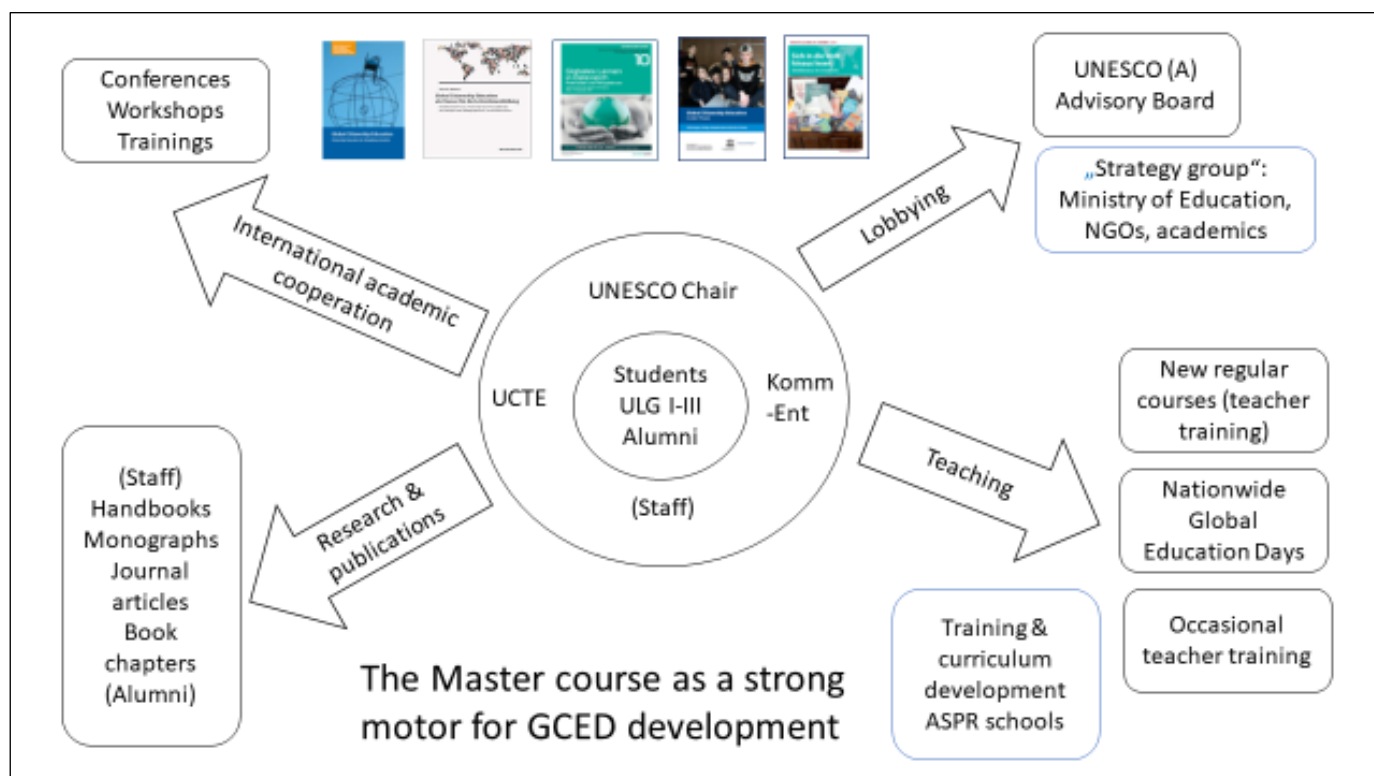 Conferences
Workshops
Trainings
10
UNESCO (A)
Advisory Board
„Strategy group“:
Ministry of Education,
NGOs, academics
International academic
cooperation
Lobbying
UNESCO Chair
UCTE
Students
ULG I-III
Alumni
Komm
-Ent
(Staff)
Research &
publications
Teaching
(Staff)
Handbooks
Monographs
Journal
articles
Book
chapters
(Alumni)
New regular
courses (teacher
training)
Nationwide
Global
Education Days
Occasional
teacher training
Training &
curriculum
development
ASPR schools
The Master course as a strong
motor for GCED development